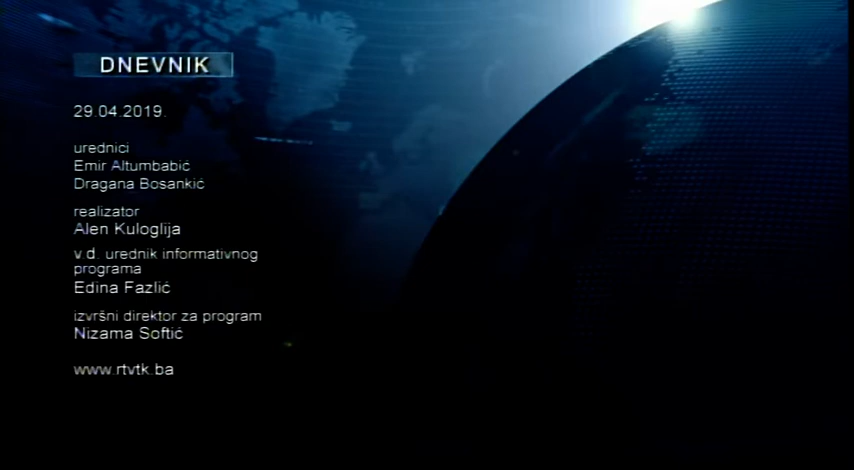 DNEVNIK
29.04.2019.
urednici
Emir Altumbabić
Dragana Bosankić
realizator
Alen Kuloglija
v.d. urednik informativnog
programa
Edina Fazlić
izvršni direktor za program
Nizama Softić
www.rtvtk.ba